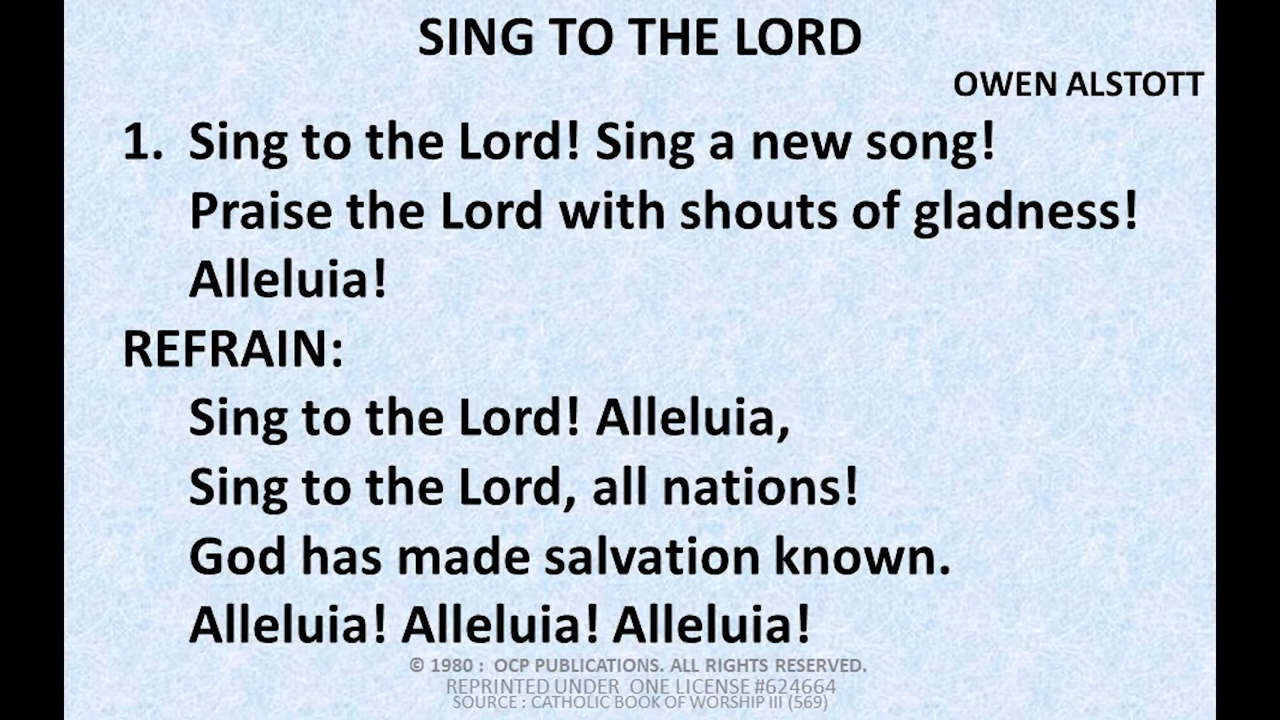 SING TO THE LORD
OWEN ALSTOTT
1. Sing to the Lord! Sing a new song!
Praise the Lord with shouts of gladness!
Alleluia!
REFRAIN:
Sing to the Lord! Alleluia,
Sing to the Lord, all nations!
God has made salvation known.
Alleluia! Alleluia! Alleluia!
© 1980 : OCP PUBLICATIONS. ALL RIGHTS RESERVED.
REPRINTED UNDER ONE LICENSE #624664
SOURCE : CATHOLIC BOOK OF WORSHIP III (569)